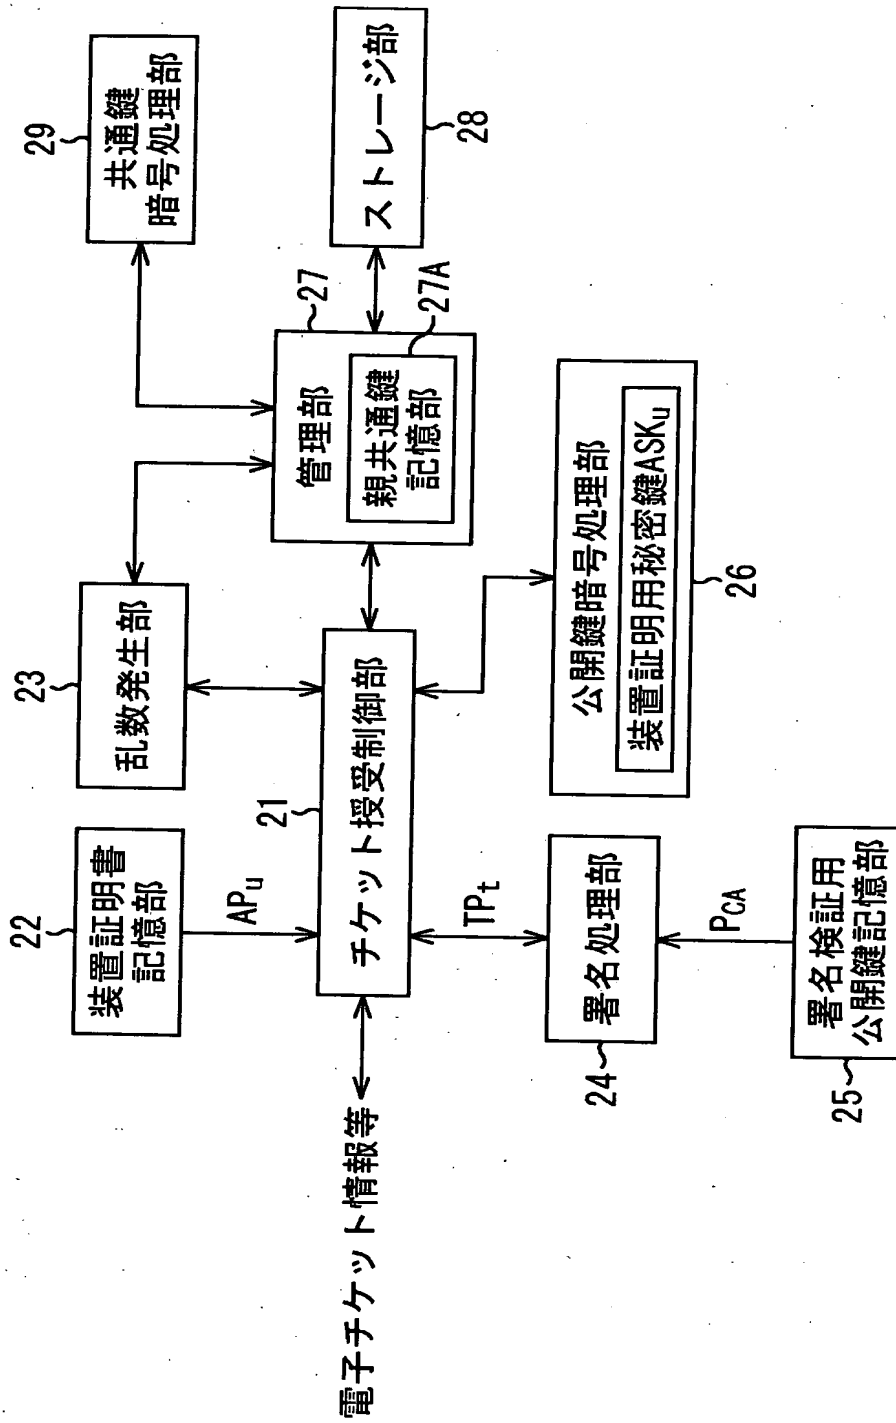 電子チケット情報等
22
装置証明書
記憶部
APu
23
乱数発生部
29
共通鍵
暗号処理部
21
チケット授受制御部
27
管理部
27A
親共通鍵
記憶部
ストレージ部
28
TPt
署名処理部
24
PCA
署名検証用
公開鍵記憶部
25
公開鍵暗号処理部
装置証明用秘密鍵ASKu
26